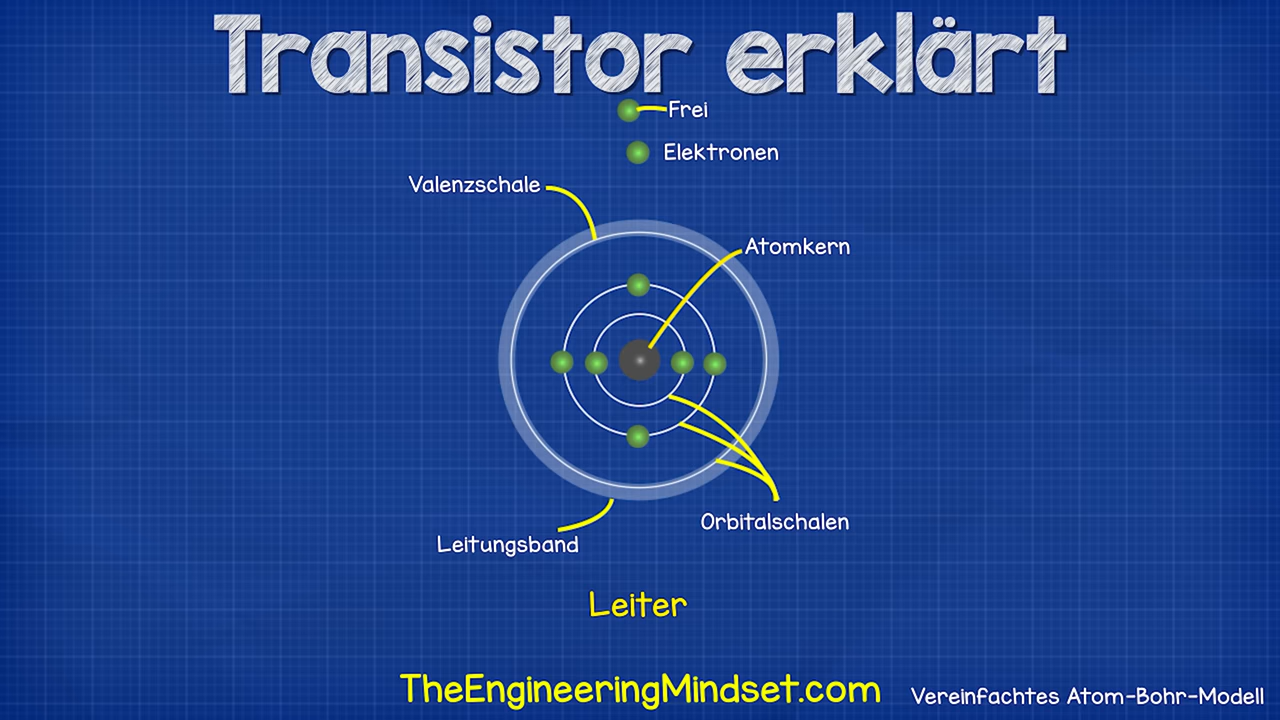 Transistor erklärt
Frei
Elektronen
Valenzschale
Atomkern
Orbitalschalen
Leitungsband
Leiter
TheEngineeringMindset.com
Vereinfachtes Atom-Bohr-Modell